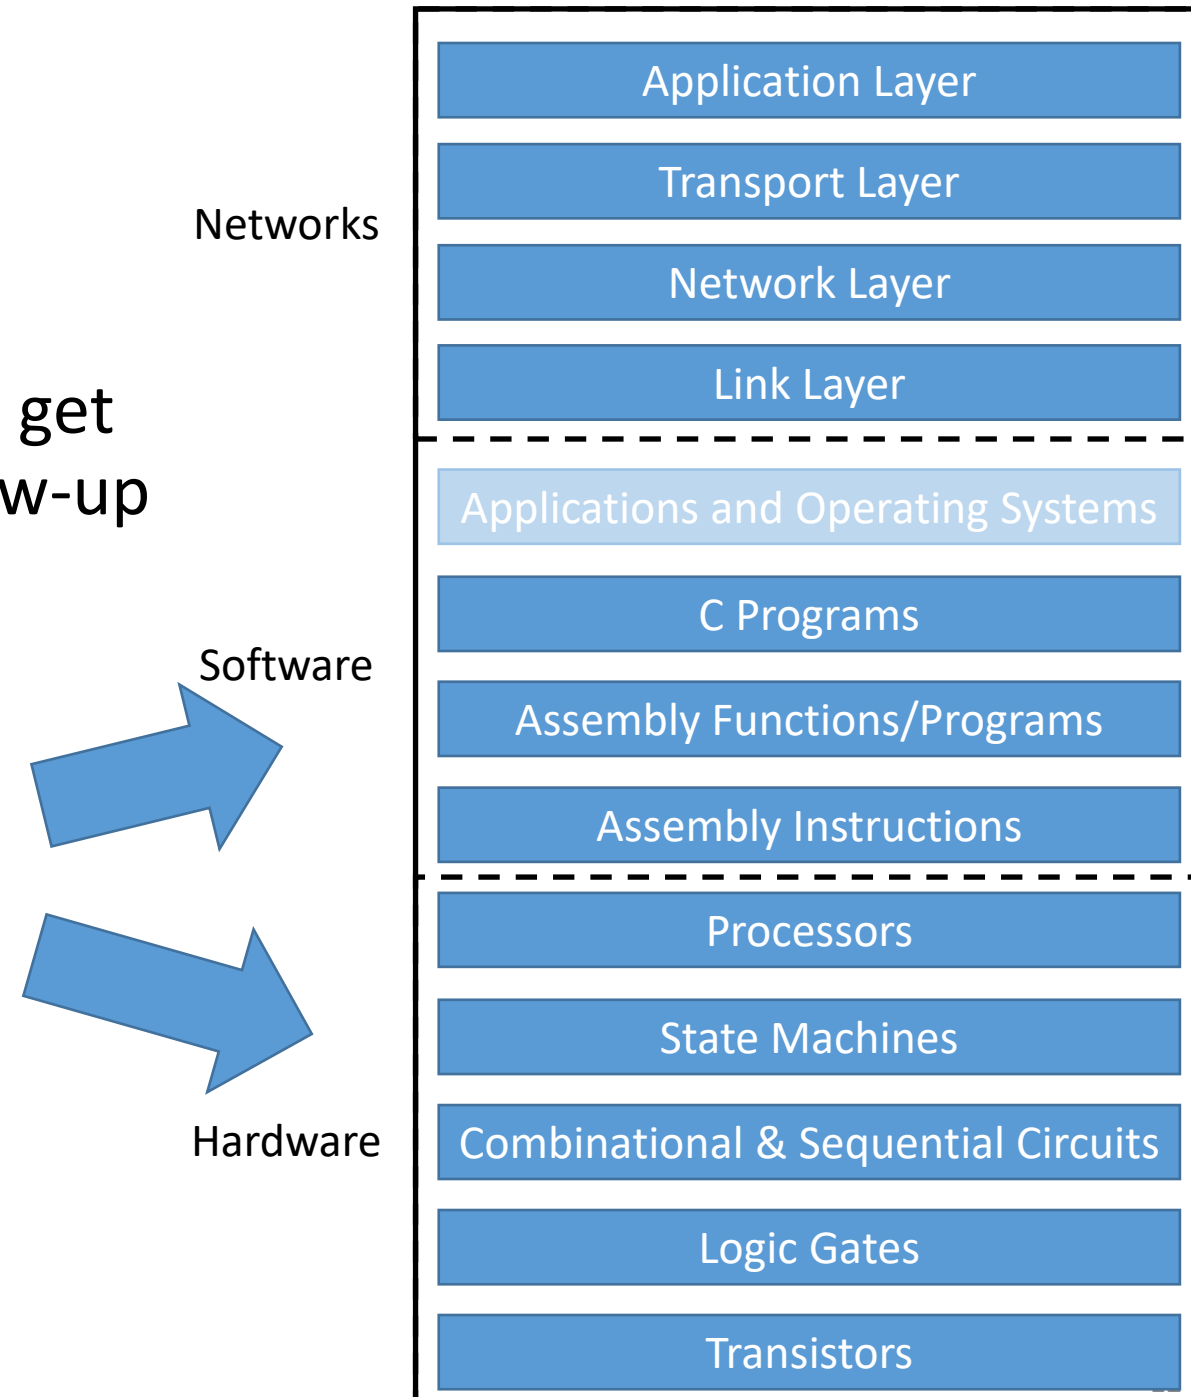 Application Layer
Transport Layer
Networks
Network Layer
Link Layer
get
w-up
Applications and Operating Systems
C Programs
Software
Assembly Functions/Programs
Assembly Instructions
Processors
State Machines
Hardware
Combinational & Sequential Circuits
Logic Gates
Transistors